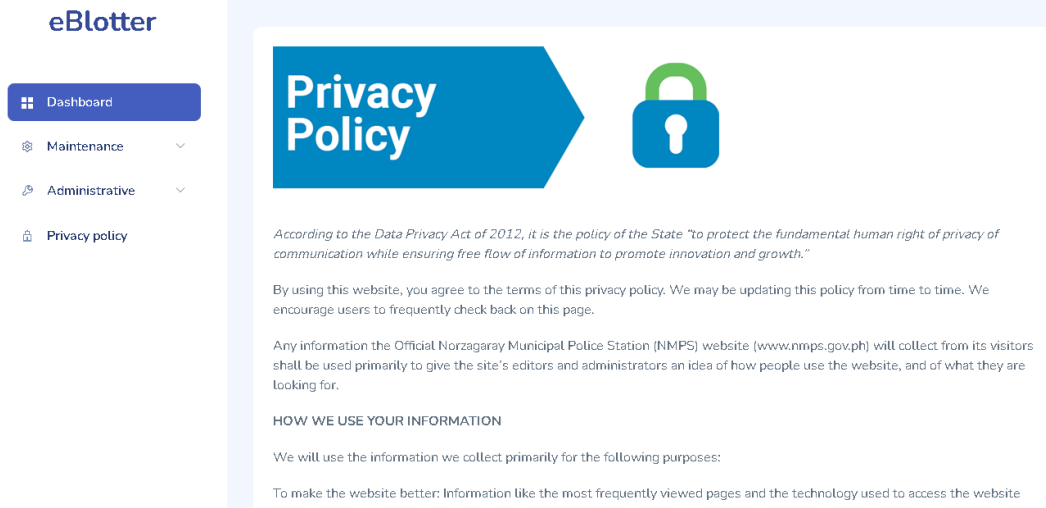 eBlotter
Dashboard
Maintenance
Administrative
Privacy policy
Privacy
Policy
According to the Data Privacy Act of 2012, it is the policy of the State “to protect the fundamental human right of privacy of
communication while ensuring free flow of information to promote innovation and growth.”
By using this website, you agree to the terms of this privacy policy. We may be updating this policy from time to time. We
encourage users to frequently check back on this page.
Any information the Official Norzagaray Municipal Police Station (NMPS) website (www.nmps.gov.ph) will collect from its visitors
shall be used primarily to give the site’s editors and administrators an idea of how people use the website, and of what they are
looking for.
HOW WE USE YOUR INFORMATION
We will use the information we collect primarily for the following purposes:
To make the website better: Information like the most frequently viewed pages and the technology used to access the website